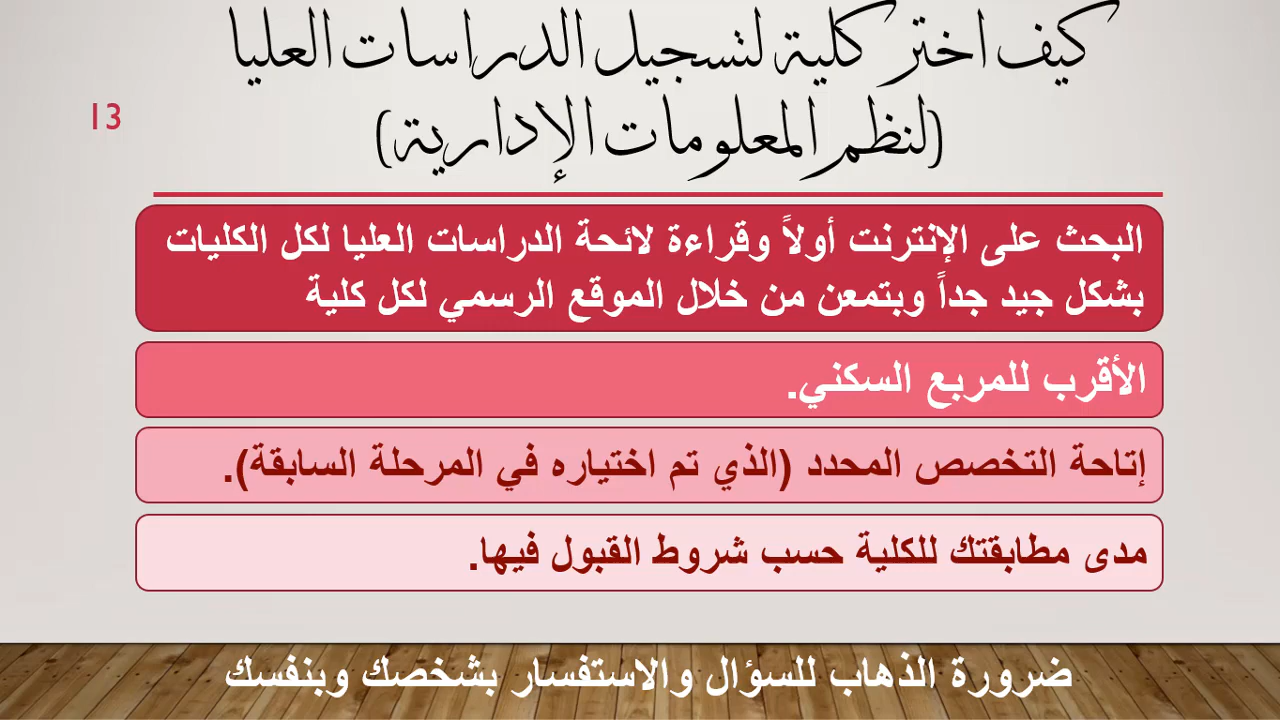 كيف اختر كلية لتسجيل الدراسات العليا
(لنظم المعلومات الإدارية)
13
البحث على الإنترنت أولاً وقراءة لائحة الدراسات العليا لكل الكليات
بشكل جيد جداً وبتمعن من خلال الموقع الرسمي لكل كلية
الأقرب للمربع السكني.
إتاحة التخصص المحدد (الذي تم اختياره في المرحلة السابقة).
مدى مطابقتك للكلية حسب شروط القبول فيها.
ضرورة الذهاب للسؤال والاستفسار بشخصك وبنفسك